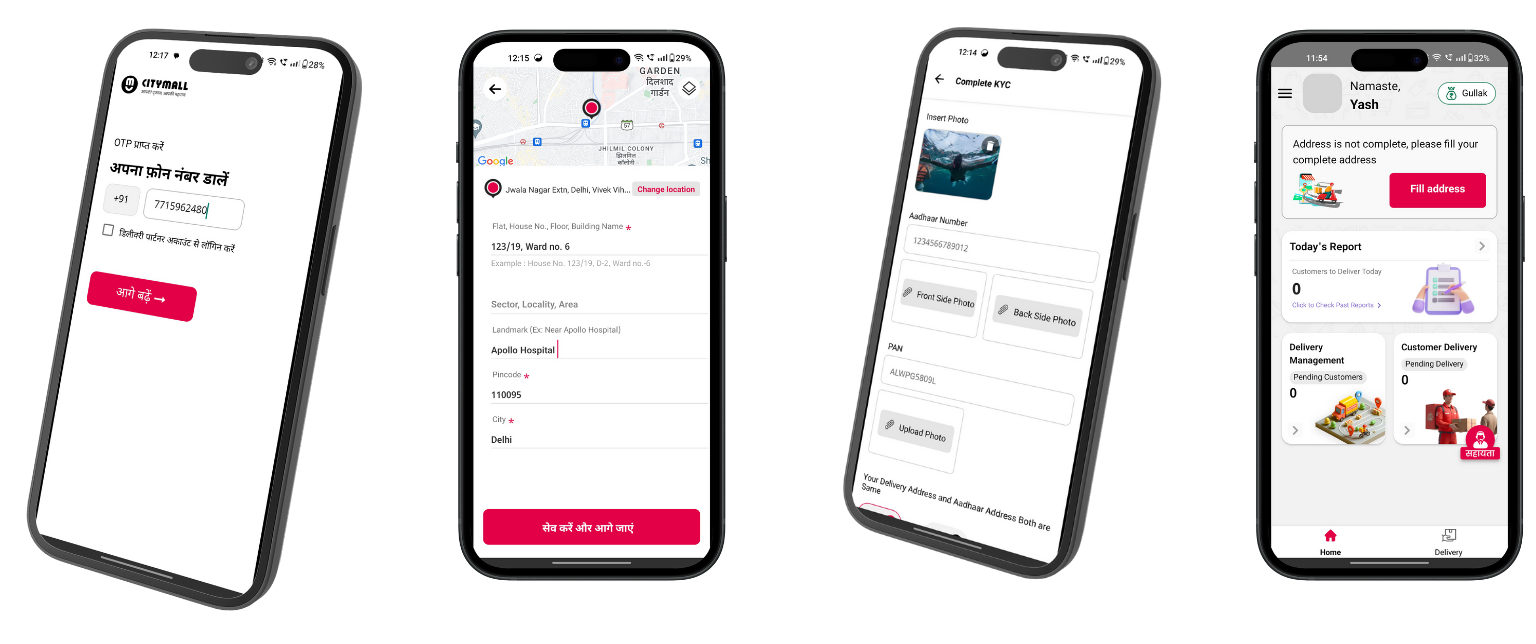 12:17
28%
CITYMALL
OTP प्राप्त करें
अपना फ़ोन नंबर डालें
+91
7715962480
डिलीवरी पार्टनर अकाउंट से लॉगिन करें
आगे बढ़ें →
12:15
29%
GARDEN
दिलशाद
गार्डन
57
JHILMIL COLONY
झिलमिल
कॉलोनी
Sh
Google
Jwala Nagar Extn, Delhi, Vivek Vih...
Change location
Flat, House No., Floor, Building Name *
123/19, Ward no. 6
Example : House No. 123/19, D-2, Ward no.-6
Sector, Locality, Area
Landmark (Ex: Near Apollo Hospital)
Apollo Hospital
Pincode *
110095
City *
Delhi
सेव करें और आगे जाएं
12:14
29%
Complete KYC
Insert Photo
Aadhaar Number
1234566789012
Front Side Photo
Back Side Photo
PAN
ALWPG5809L
Upload Photo
Your Delivery Address and Aadhaar Address Both are
Same
11:54
32%
Namaste,
Yash
Gullak
Address is not complete, please fill your
complete address
Fill address
Today's Report
Customers to Deliver Today
0
Click to Check Past Reports
Delivery
Management
Pending Customers
0
Customer Delivery
Pending Delivery
0
सहायता
Home
Delivery